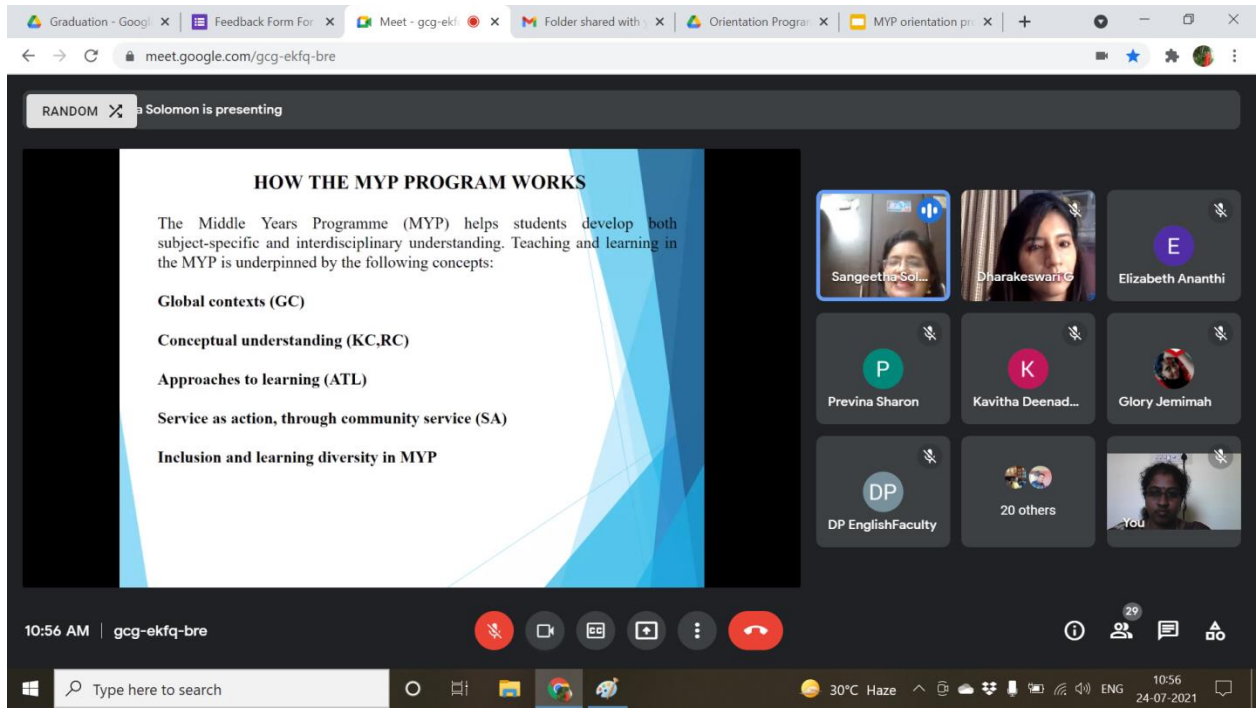 Graduation - Googl
Feedback Form For
Meet - gcg-ekf
Folder shared with y
Orientation Program
MYP orientation pro
meet.google.com/gcg-ekfq-bre
RANDOM
a Solomon is presenting
HOW THE MYP PROGRAM WORKS
The Middle Years Programme (MYP) helps students develop both
subject-specific and interdisciplinary understanding. Teaching and learning in
the MYP is underpinned by the following concepts:
Global contexts (GC)
Conceptual understanding (KC,RC)
Approaches to learning (ATL)
Service as action, through community service (SA)
Inclusion and learning diversity in MYP
Sangeetha Sol...
Dharakeswari G
E
Elizabeth Ananthi
P
Previna Sharon
K
Kavitha Deenad...
Glory Jemimah
DP
DP EnglishFaculty
20 others
You
10:56 AM | gcg-ekfq-bre
CC
29
Type here to search
30°C Haze
ENG
10:56
24-07-2021